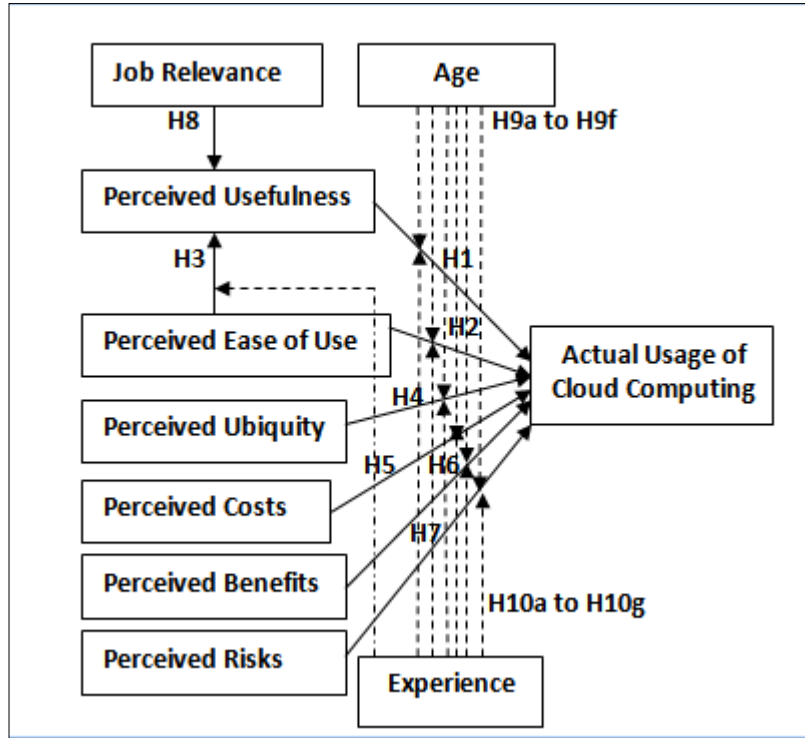 Job Relevance
Age
H8
H9a to H9f
Perceived Usefulness
H3
H1
Perceived Ease of Use
H2
Actual Usage of
Cloud Computing
H4
Perceived Ubiquity
H5
H6
Perceived Costs
H7
Perceived Benefits
H10a to H10g
Perceived Risks
Experience